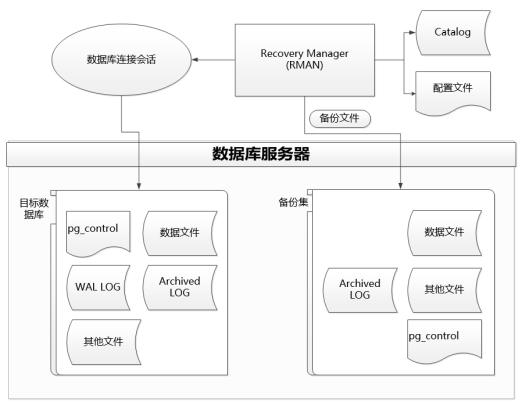 数据库连接会话
Recovery Manager
(RMAN)
Catalog
配置文件
备份文件
数据库服务器
目标数
据库
pg_control
数据文件
WAL LOG
Archived
LOG
其他文件
备份集
数据文件
Archived
LOG
其他文件
pg_control